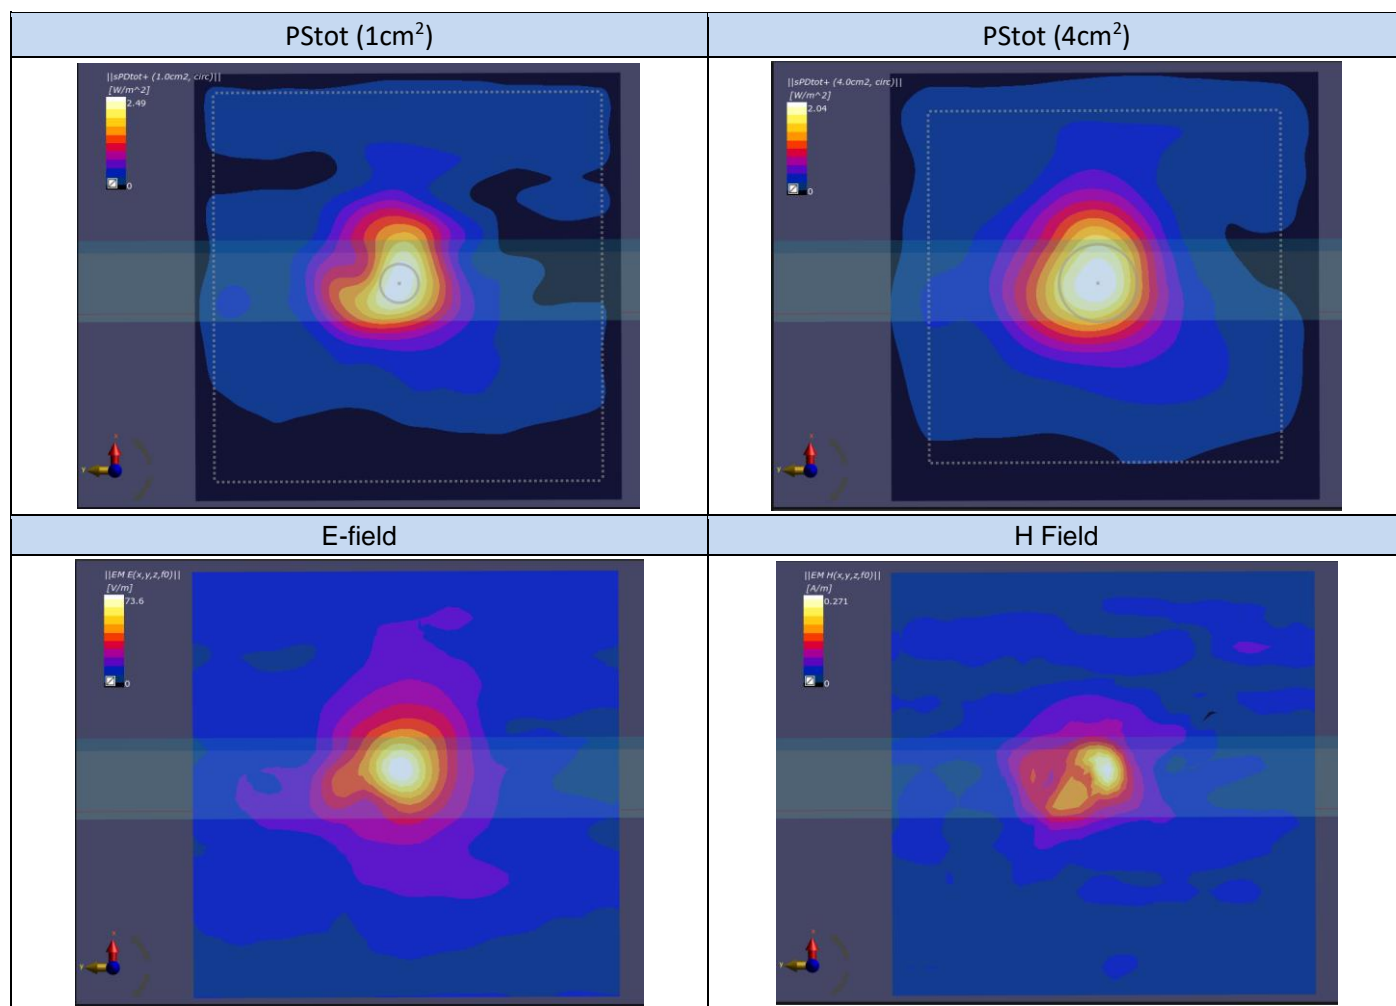 PStot (1cm²)
PStot (4cm²)
||sPDtot+ (1.0cm2, circ)||
[W/m^2]
2.49
0
x
y
||sPDtot+ (4.0cm2, circ)||
[W/m^2]
2.04
0
x
y
E-field
H Field
||EM E(x,y,z,f0)||
[V/m]
73.6
0
x
y
||EM H(x,y,z,f0)||
[A/m]
0.271
0
x
y